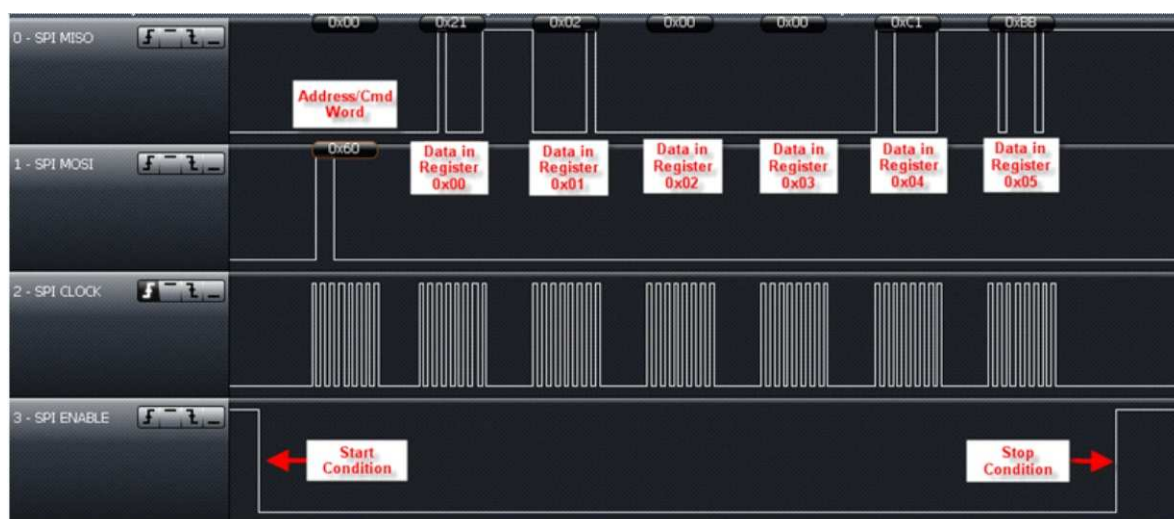 0x00 0x21 0x02 0x00 0x00 0xC1 0xBB
0 - SPI MISO
Address/Cmd
Word
0x60
1 - SPI MOSI
Data in
Register
0x00
Data in
Register
0x01
Data in
Register
0x02
Data in
Register
0x03
Data in
Register
0x04
Data in
Register
0x05
2 - SPI CLOCK
3 - SPI ENABLE
Start
Condition
Stop
Condition